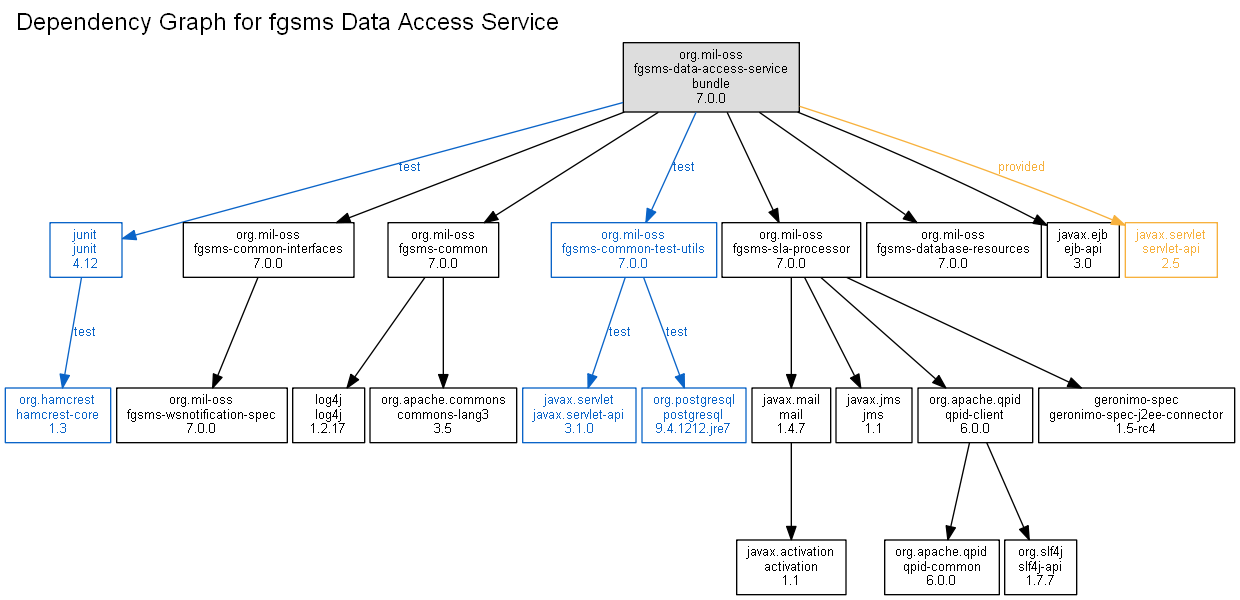 Dependency Graph for fgsms Data Access Service
org.mil-oss
fgsms-data-access-service
bundle
7.0.0
test
test
provided
junit
junit
4.12
org.mil-oss
fgsms-common-interfaces
7.0.0
org.mil-oss
fgsms-common
7.0.0
org.mil-oss
fgsms-common-test-utils
7.0.0
org.mil-oss
fgsms-sla-processor
7.0.0
org.mil-oss
fgsms-database-resources
7.0.0
javax.ejb
ejb-api
3.0
javax.servlet
servlet-api
2.5
test
test
test
org.hamcrest
hamcrest-core
1.3
org.mil-oss
fgsms-wsnotification-spec
7.0.0
log4j
log4j
1.2.17
org.apache.commons
commons-lang3
3.5
javax.servlet
javax.servlet-api
3.1.0
org.postgresql
postgresql
9.4.1212.jre7
javax.mail
mail
1.4.7
javax.jms
jms
1.1
org.apache.qpid
qpid-client
6.0.0
geronimo-spec
geronimo-spec-j2ee-connector
1.5-rc4
javax.activation
activation
1.1
org.apache.qpid
qpid-common
6.0.0
org.slf4j
slf4j-api
1.7.7